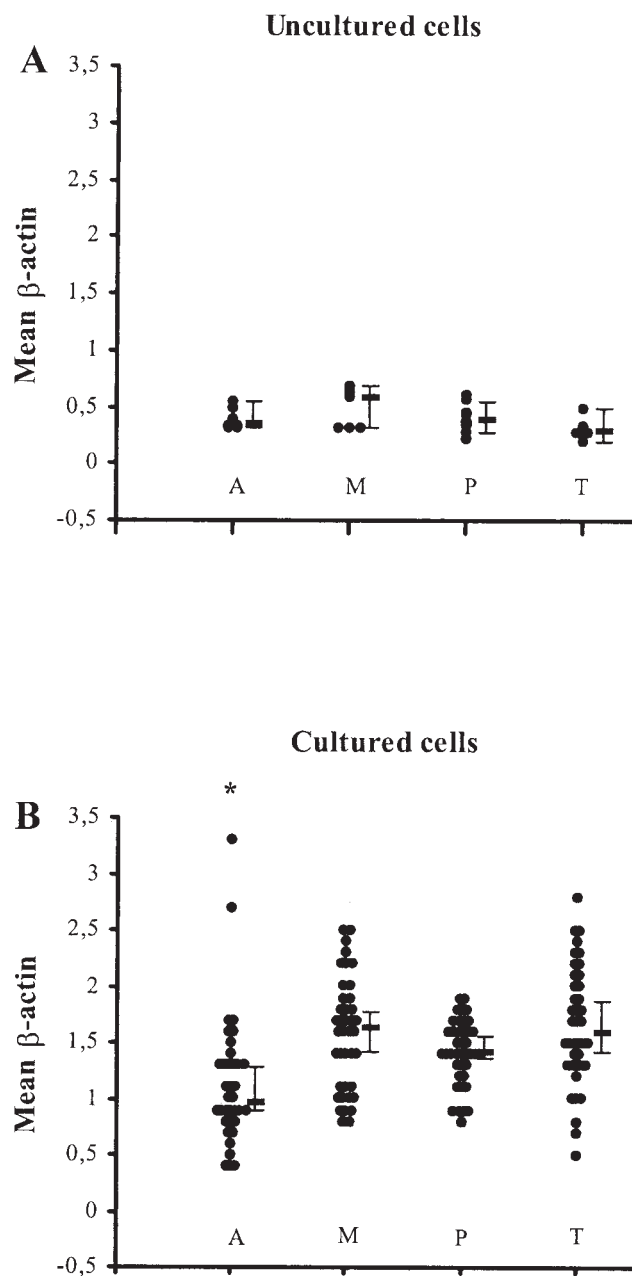 Uncultured cells
A
3,5
3
2,5
2
1,5
1
0,5
0
-0,5
Mean β-actin
A M P T
Cultured cells
*
B
3,5
3
2,5
2
1,5
1
0,5
0
-0,5
Mean β-actin
A M P T